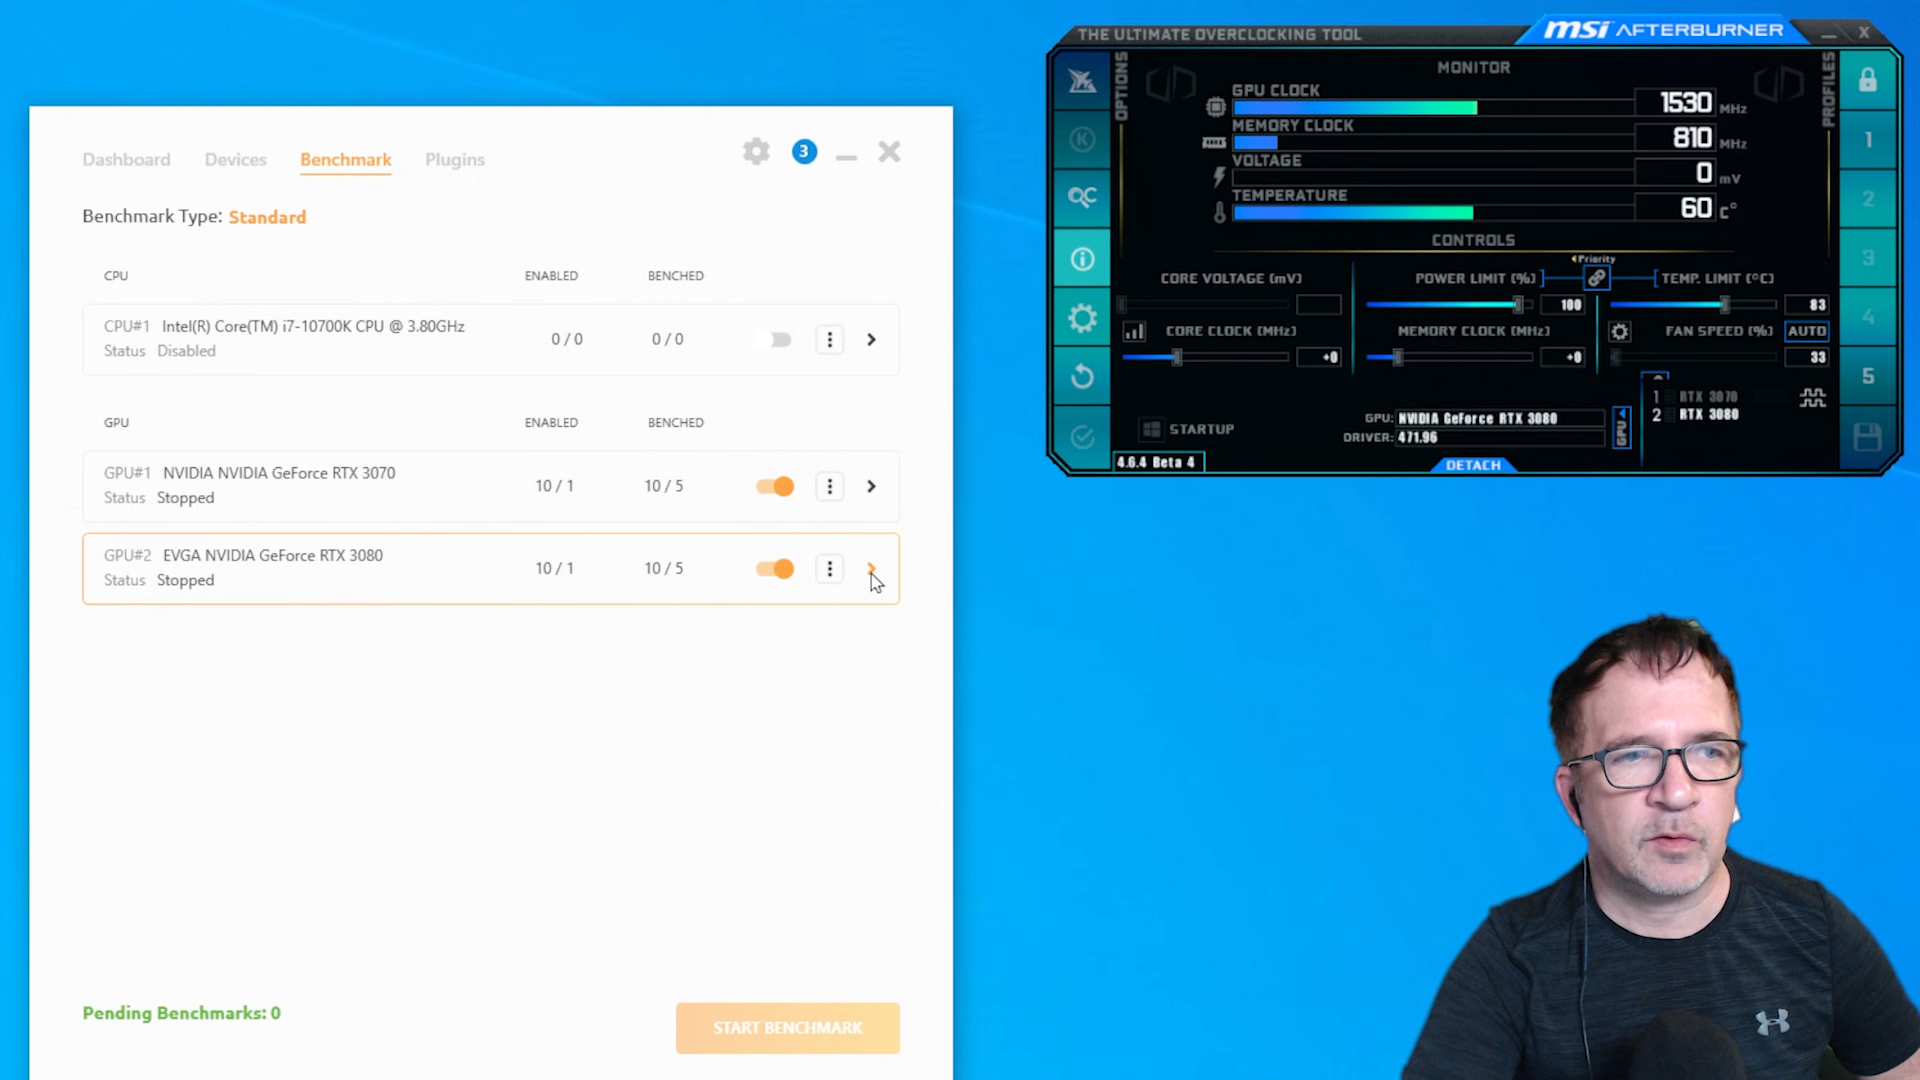 Dashboard Devices Benchmark Plugins 3
Benchmark Type: Standard
CPU ENABLED BENCHED
CPU#1 Intel(R) Core(TM) i7-10700K CPU @ 3.80GHz 0 / 0 0 / 0
Status Disabled
GPU ENABLED BENCHED
GPU#1 NVIDIA NVIDIA GeForce RTX 3070 10 / 1 10 / 5
Status Stopped
GPU#2 EVGA NVIDIA GeForce RTX 3080 10 / 1 10 / 5
Status Stopped
Pending Benchmarks: 0
START BENCHMARK
THE ULTIMATE OVERCLOCKING TOOL
msi AFTERBURNER
OPTIONS
PROFILES
MONITOR
GPU CLOCK 1530 MHz
MEMORY CLOCK 810 MHz
VOLTAGE 0 mV
TEMPERATURE 60 C°
CONTROLS
Priority
CORE VOLTAGE (mV) POWER LIMIT (%) TEMP. LIMIT (°C)
100 83
CORE CLOCK (MHz) MEMORY CLOCK (MHz) FAN SPEED (%) AUTO
+0 +0 33
1 RTX 3070
2 RTX 3080
GPU: NVIDIA GeForce RTX 3080
DRIVER: 471.96
GPU
STARTUP
4.6.4 Beta 4
DETACH
K
OC
1
2
3
4
5